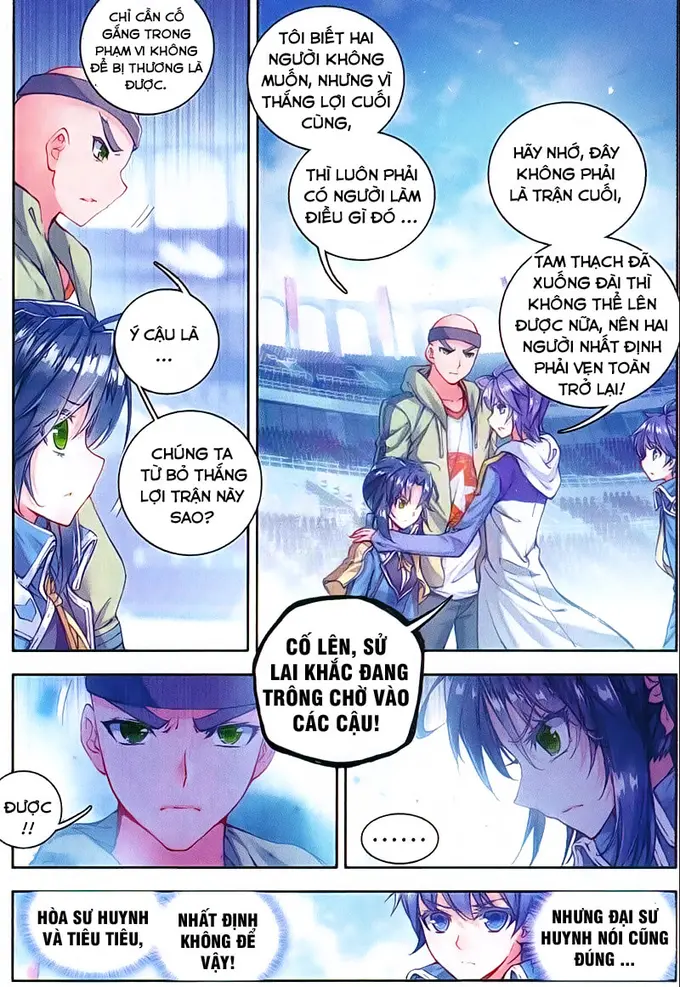 CHỈ CẦN CỐ
GẮNG TRONG
PHẠM VI KHÔNG
ĐỂ BỊ THƯƠNG LÀ
ĐƯỢC.
Ý CẬU LÀ
...
CHÚNG TA
TỪ BỎ THẮNG
LỢI TRẬN NÀY
SAO?
TÔI BIẾT HAI
NGƯỜI KHÔNG
MUỐN, NHƯNG VÌ
THẮNG LỢI CUỐI
CÙNG,
THÌ LUÔN PHẢI
CÓ NGƯỜI LÀM
ĐIỀU GÌ ĐÓ ...
HÃY NHỚ, ĐÂY
KHÔNG PHẢI
LÀ TRẬN CUỐI,
TAM THẠCH ĐÃ
XUỐNG ĐÀI THÌ
KHÔNG THỂ LÊN
ĐƯỢC NỮA, NÊN HAI
NGƯỜI NHẤT ĐỊNH
PHẢI VẸN TOÀN
TRỞ LẠI!
CỐ LÊN, SỬ
LAI KHẮC ĐANG
TRÔNG CHỜ VÀO
CÁC CẬU!
ĐƯỢC
!!
......
HÒA SƯ HUYNH
VÀ TIÊU TIÊU,
NHẤT ĐỊNH
KHÔNG ĐỂ
VẬY!
NHƯNG ĐẠI SƯ
HUYNH NÓI CŨNG
ĐÚNG ...